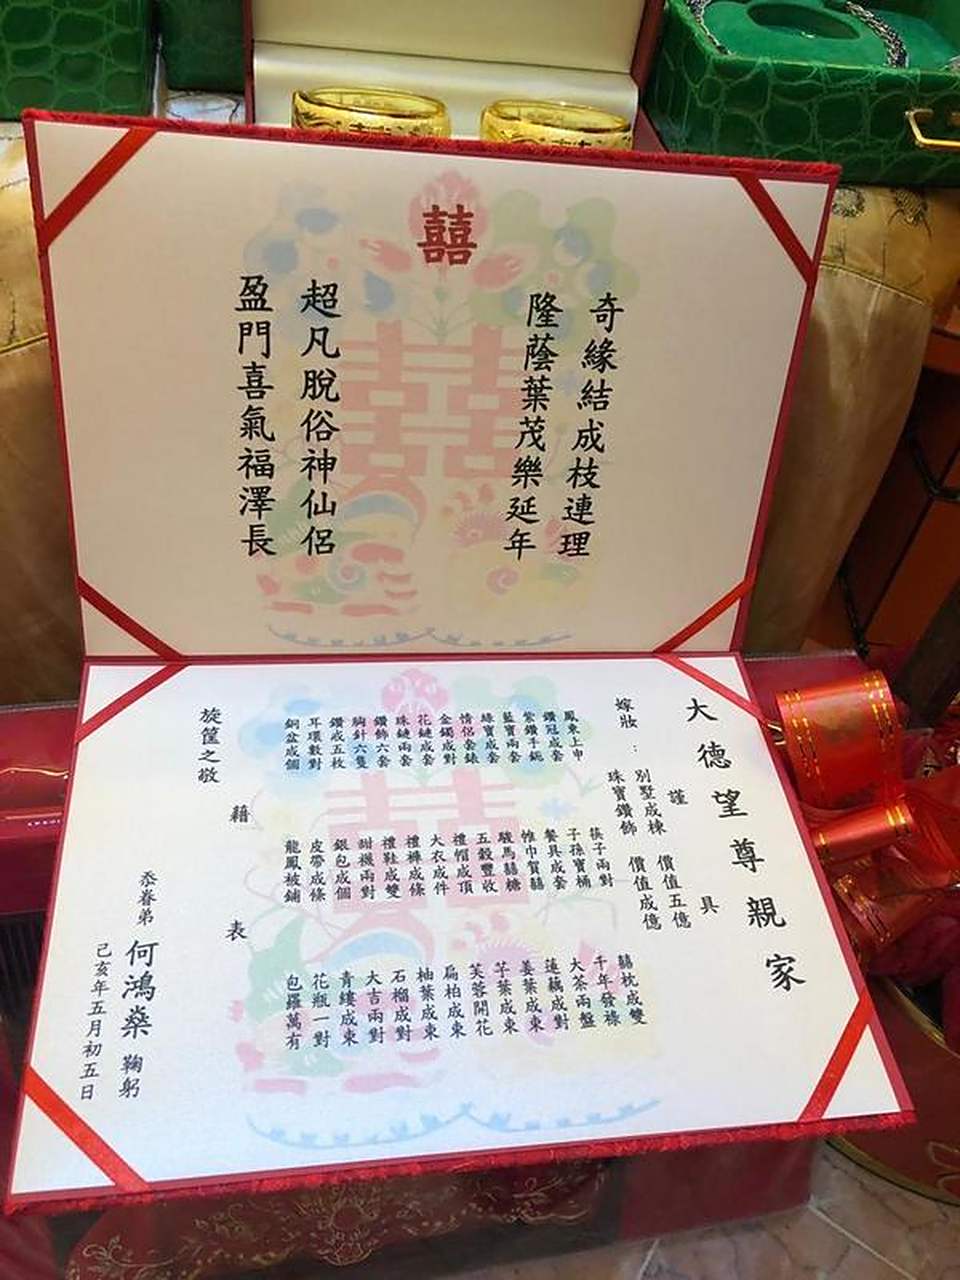 囍
奇緣結成枝連理
隆蔭葉茂樂延年
超凡脫俗神仙侶
盈門喜氣福澤長
大德望尊親家
謹具
嫁妝：
別墅成棟 價值五億
珠寶鑽飾 價值成億
鳳束上申
鑽冠成套
紫鑽手鈪
藍寶兩套
綠寶成套
情侶套錶
金鐲成對
花鏈成套
珠鏈兩套
鑽飾六套
胸針六隻
鑽戒五枚
耳環數對
銅盆成個
筷子兩對
子孫寶桶
餐具成套
帷巾賀囍
駿馬囍糖
五穀豐收
禮帽成頂
大衣成件
禮褲成條
禮鞋成雙
甜襪兩對
銀包成個
皮帶成條
龍鳳被鋪
囍枕成雙
千年發祿
大茶兩盤
蓮藕成對
姜葉成束
芋葉成束
芙蓉開花
扁柏成束
柚葉成束
石榴成對
大吉兩對
青縷成束
花瓶一對
包羅萬有
藉表
旋筐之敬
忝眷弟 何鴻燊 鞠躬
己亥年五月初五日